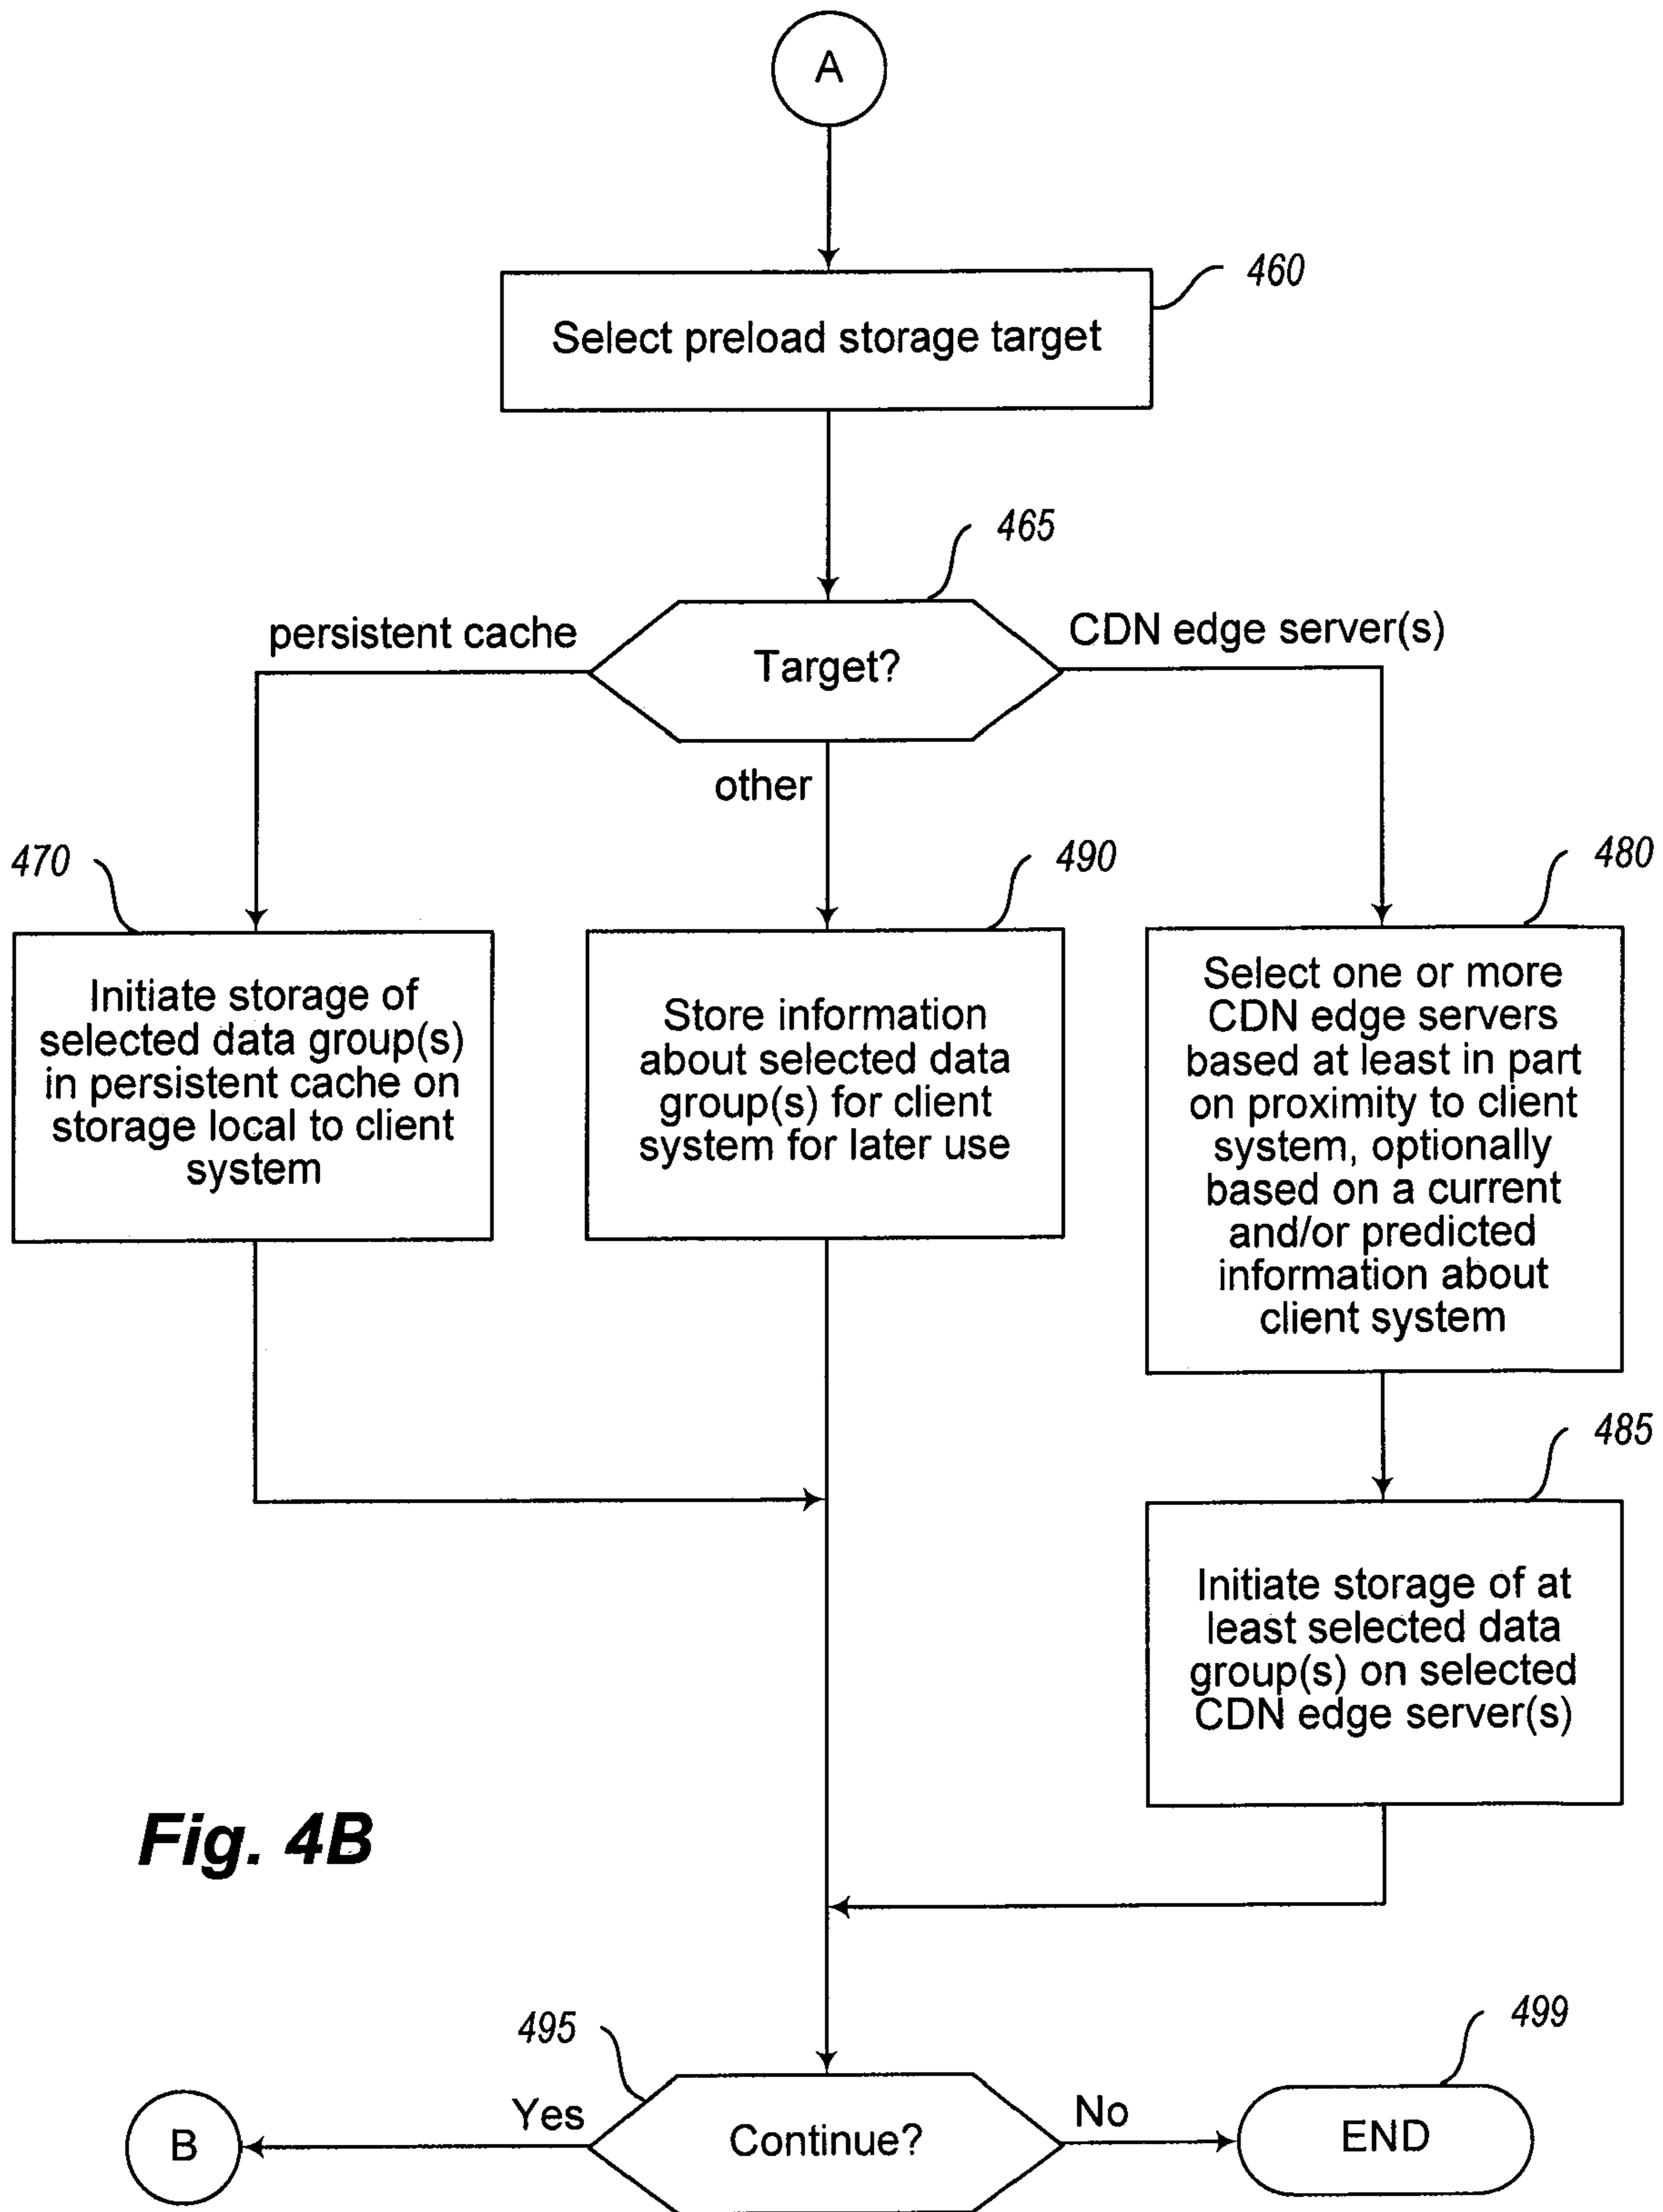 A
460
Select preload storage target
465
persistent cache
CDN edge server(s)
Target?
other
470
490
480
Initiate storage of
selected data group(s)
in persistent cache on
storage local to client
system
Store information
about selected data
group(s) for client
system for later use
Select one or more
CDN edge servers
based at least in part
on proximity to client
system, optionally
based on a current
and/or predicted
information about
client system
485
Initiate storage of at
least selected data
group(s) on selected
CDN edge server(s)
Fig. 4B
495
499
Yes
No
B
Continue?
END